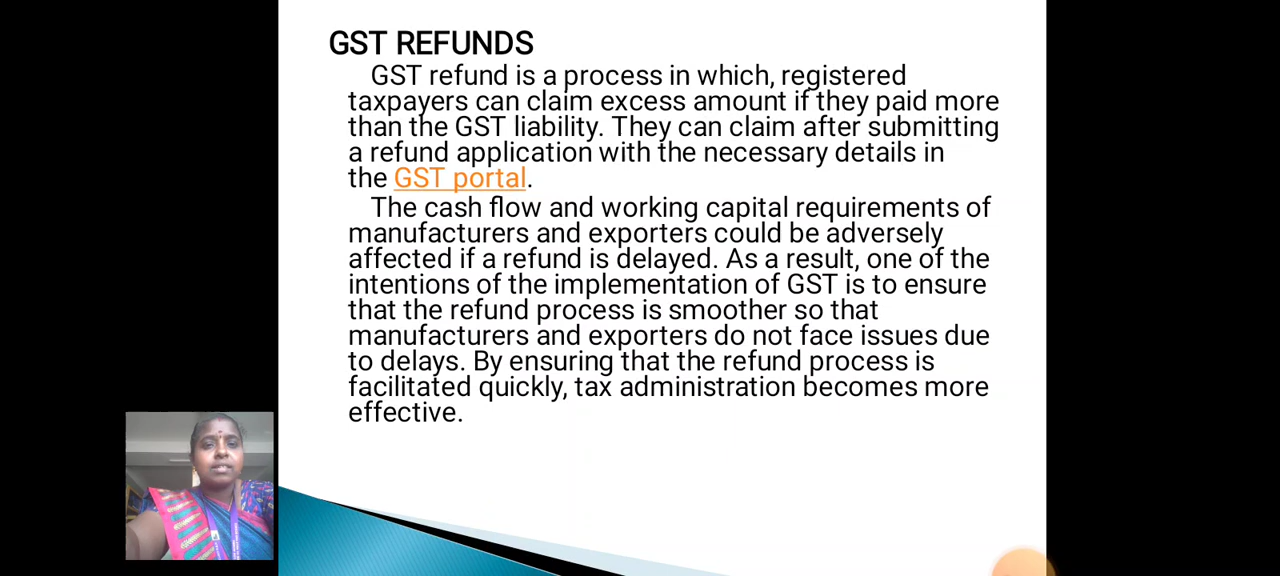 GST REFUNDS
GST refund is a process in which, registered
taxpayers can claim excess amount if they paid more
than the GST liability. They can claim after submitting
a refund application with the necessary details in
the GST portal.
The cash flow and working capital requirements of
manufacturers and exporters could be adversely
affected if a refund is delayed. As a result, one of the
intentions of the implementation of GST is to ensure
that the refund process is smoother so that
manufacturers and exporters do not face issues due
to delays. By ensuring that the refund process is
facilitated quickly, tax administration becomes more
effective.